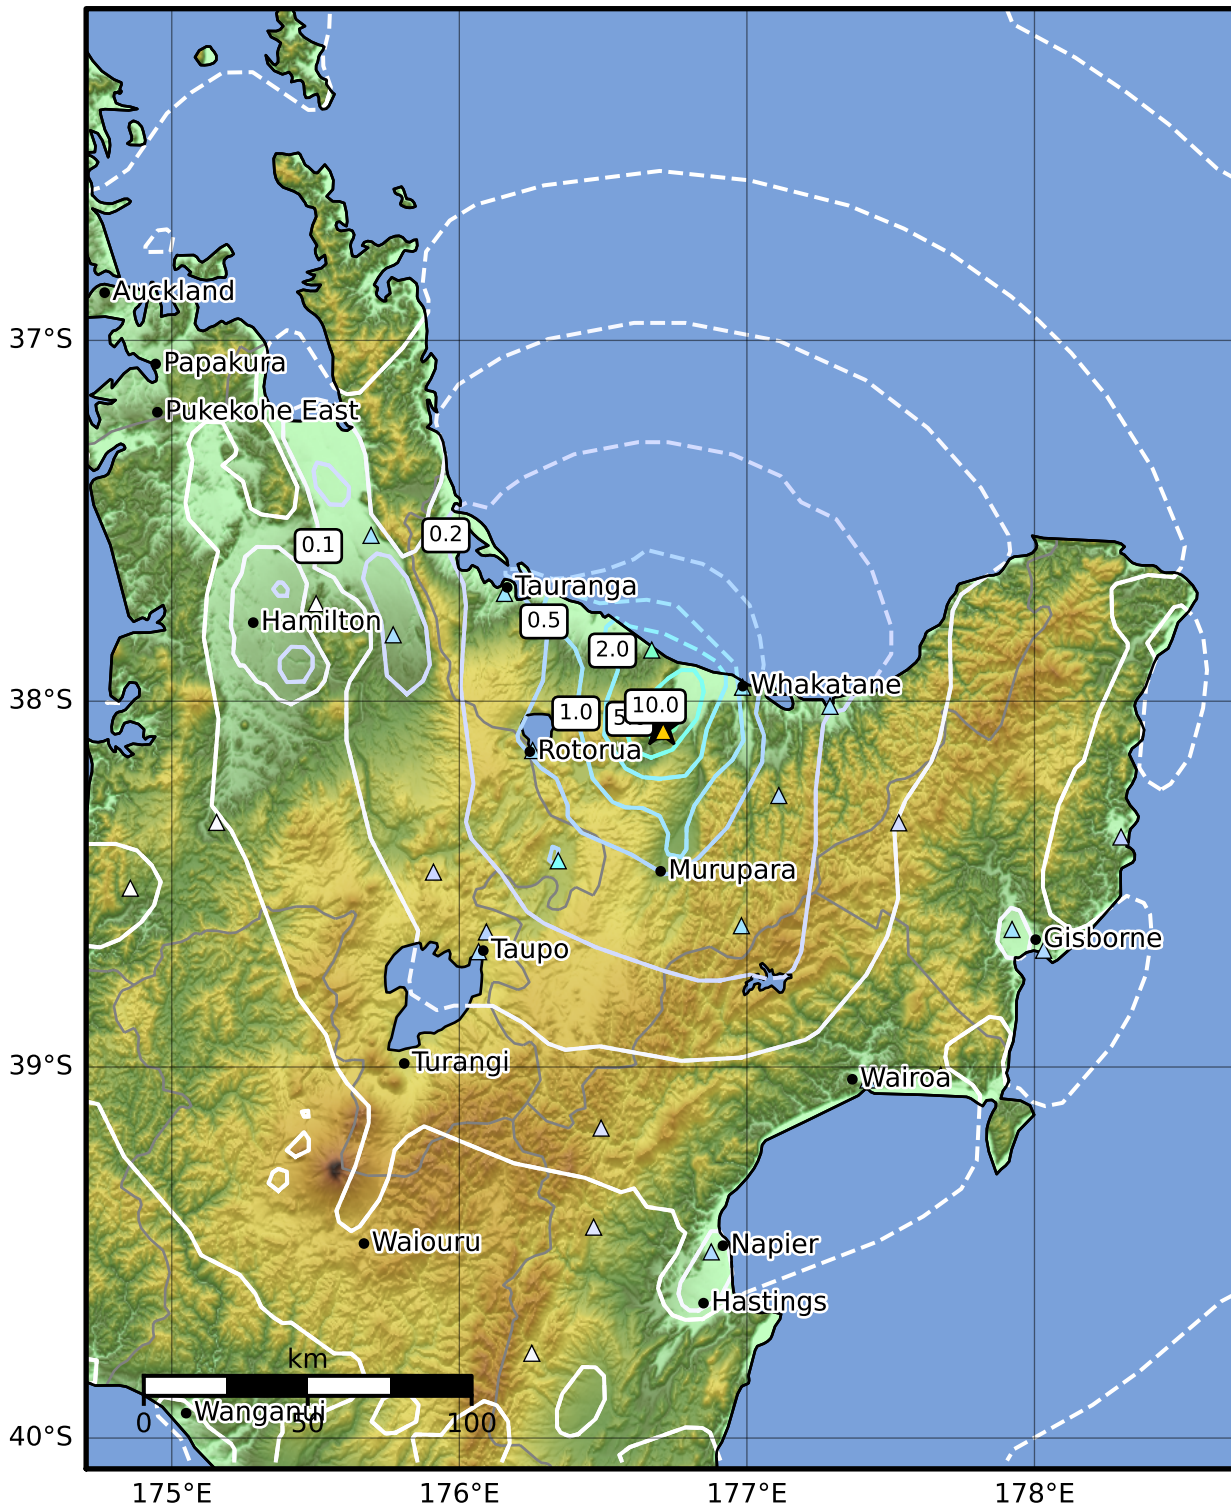 Auckland
37°S
Papakura
Pukekohe East
0.2
0.1
Tauranga
Hamilton
0.5
2.0
Whakatane
38°S
1.0
10.0
Rotorua
Murupara
Gisborne
Taupo
39°S
Turangi
Wairoa
Waiouru
Napier
Hastings
km
Wanganui
0 50 100
40°S
175°E 176°E 177°E 178°E